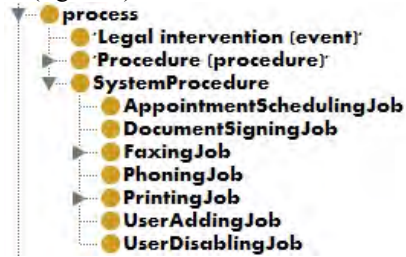 process
'Legal intervention (event)'
'Procedure (procedure)'
SystemProcedure
AppointmentSchedulingJob
DocumentSigningJob
FaxingJob
PhoningJob
PrintingJob
UserAddingJob
UserDisablingJob